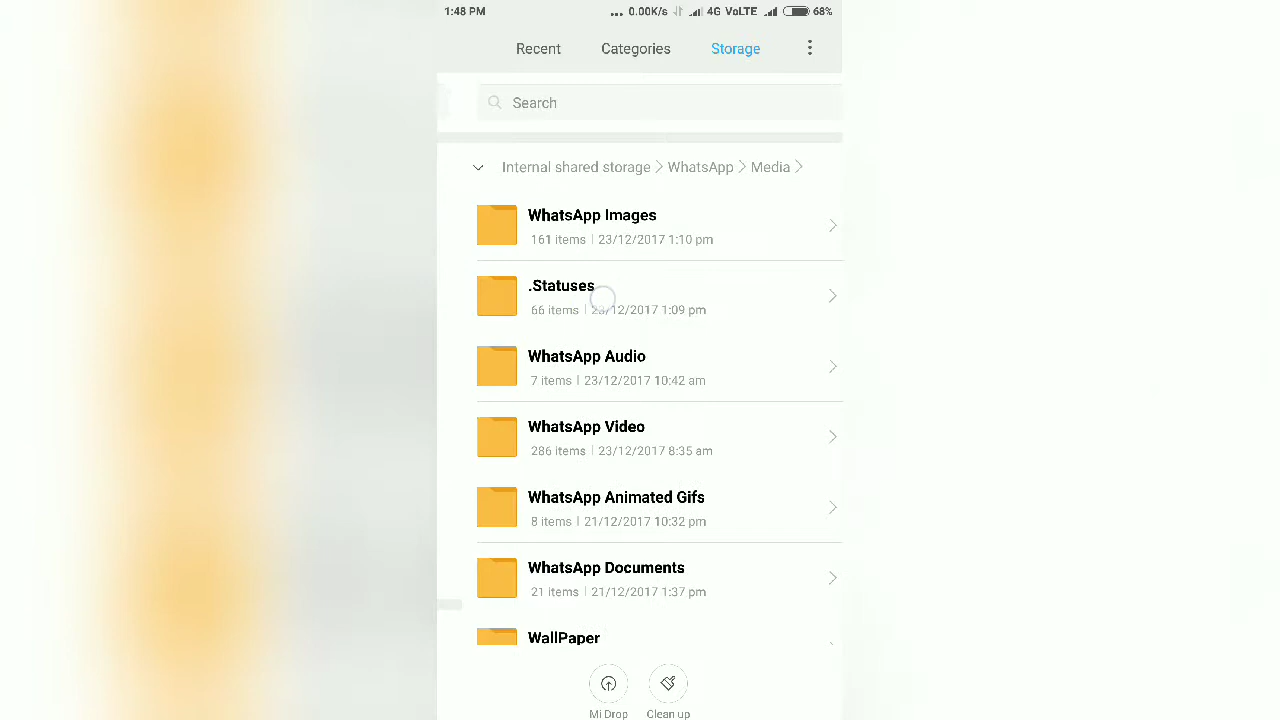 1:48 PM ... 0.00K/s 4G VoLTE 68%
Recent Categories Storage
Search
Internal shared storage > WhatsApp > Media >
WhatsApp Images
161 items | 23/12/2017 1:10 pm
.Statuses
66 items | 23/12/2017 1:09 pm
WhatsApp Audio
7 items | 23/12/2017 10:42 am
WhatsApp Video
286 items | 23/12/2017 8:35 am
WhatsApp Animated Gifs
8 items | 21/12/2017 10:32 pm
WhatsApp Documents
21 items | 21/12/2017 1:37 pm
WallPaper
Mi Drop Clean up